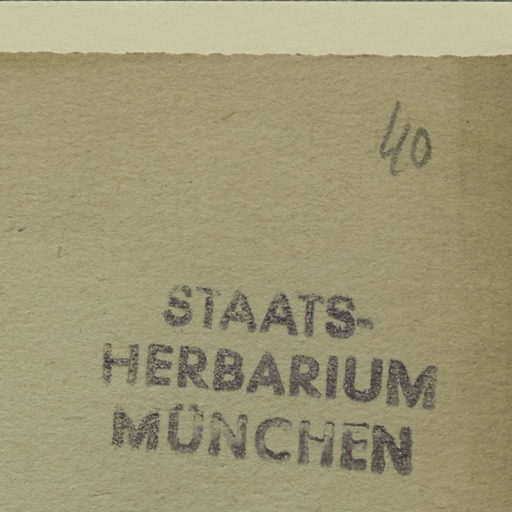 40
STAATS-
HERBARIUM
MÜNCHEN